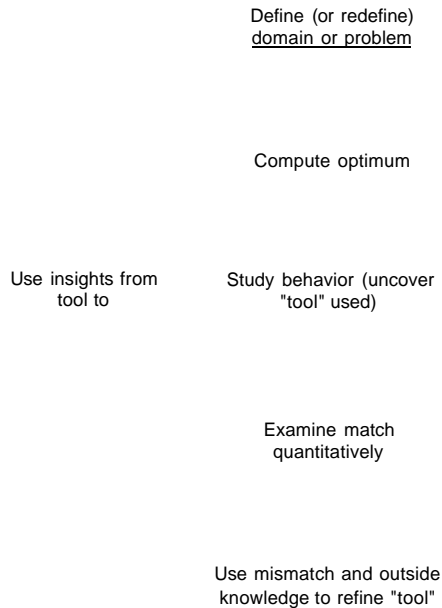 Define (or redefine)
domain or problem
Compute optimum
Use insights from
tool to
Study behavior (uncover
"tool" used)
Examine match
quantitatively
Use mismatch and outside
knowledge to refine "tool"